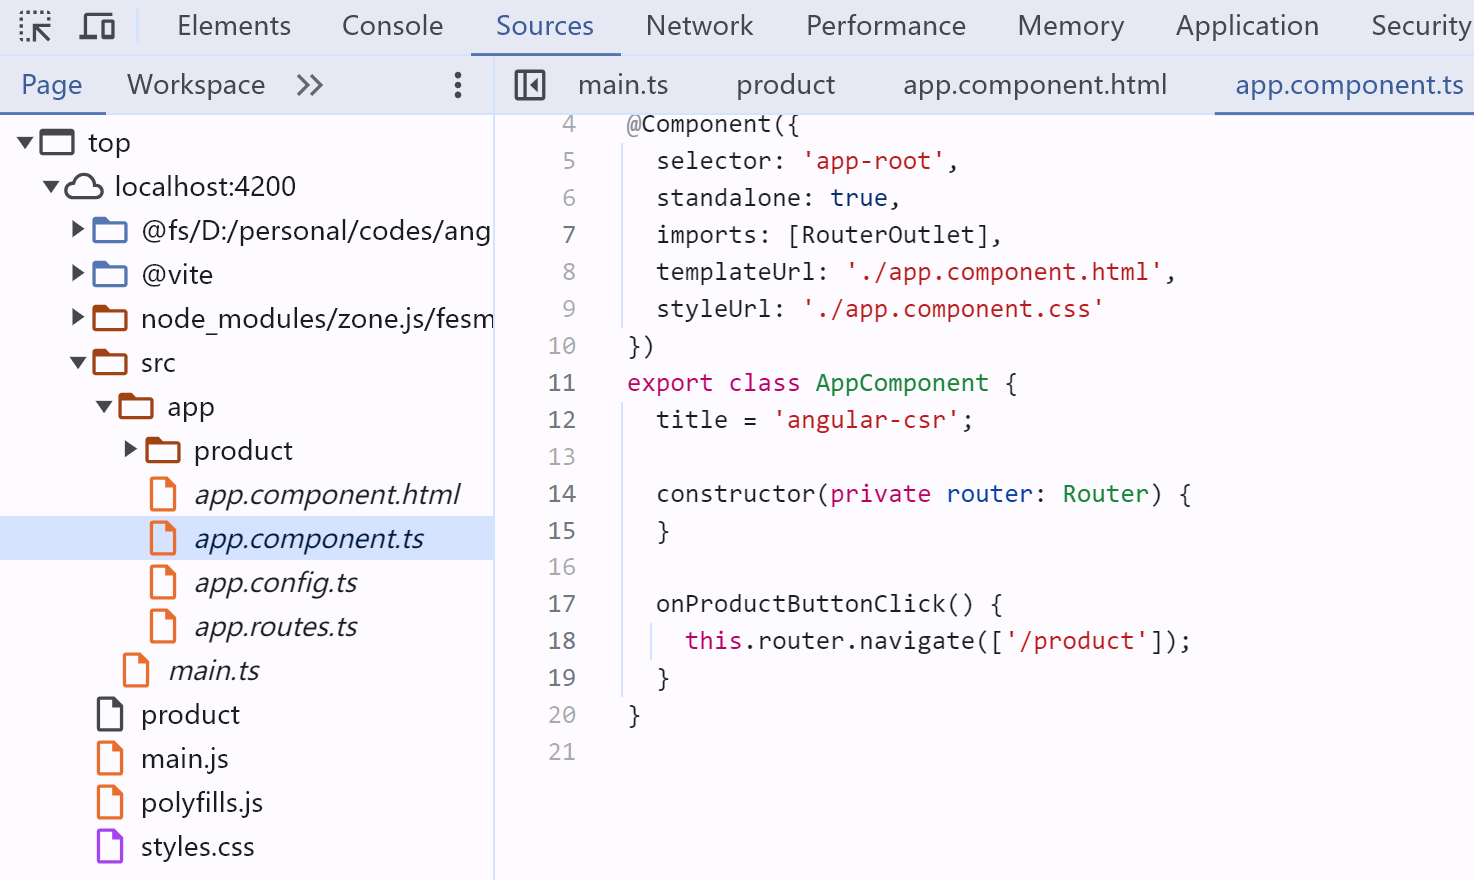 Elements Console Sources Network Performance Memory Application Security
Page Workspace
main.ts product app.component.html app.component.ts
top
localhost:4200
@fs/D:/personal/codes/ang
@vite
node_modules/zone.js/fesm
src
app
product
app.component.html
app.component.ts
app.config.ts
app.routes.ts
main.ts
product
main.js
polyfills.js
styles.css
4 @Component({
5 selector: 'app-root',
6 standalone: true,
7 imports: [RouterOutlet],
8 templateUrl: './app.component.html',
9 styleUrl: './app.component.css'
10 })
11 export class AppComponent {
12 title = 'angular-csr';
13
14 constructor(private router: Router) {
15 }
16
17 onProductButtonClick() {
18 this.router.navigate(['/product']);
19 }
20 }
21